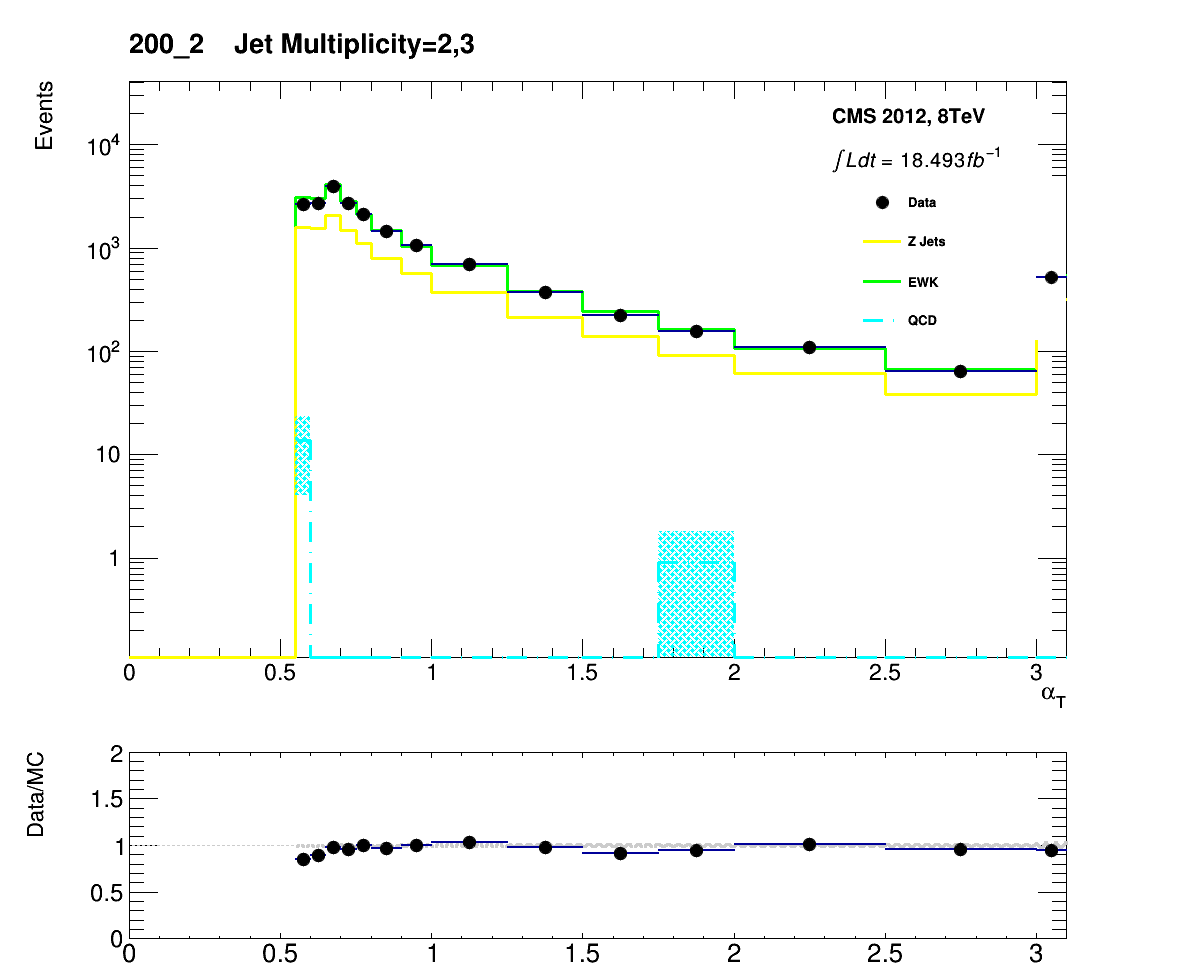 200_2 Jet Multiplicity=2,3
Events
CMS 2012, 8TeV
∫Ldt = 18.493fb⁻¹
Data
Z Jets
EWK
QCD
10⁴
10³
10²
10
1
0 0.5 1 1.5 2 2.5 3
α_T
Data/MC
2
1.5
1
0.5
0
0 0.5 1 1.5 2 2.5 3